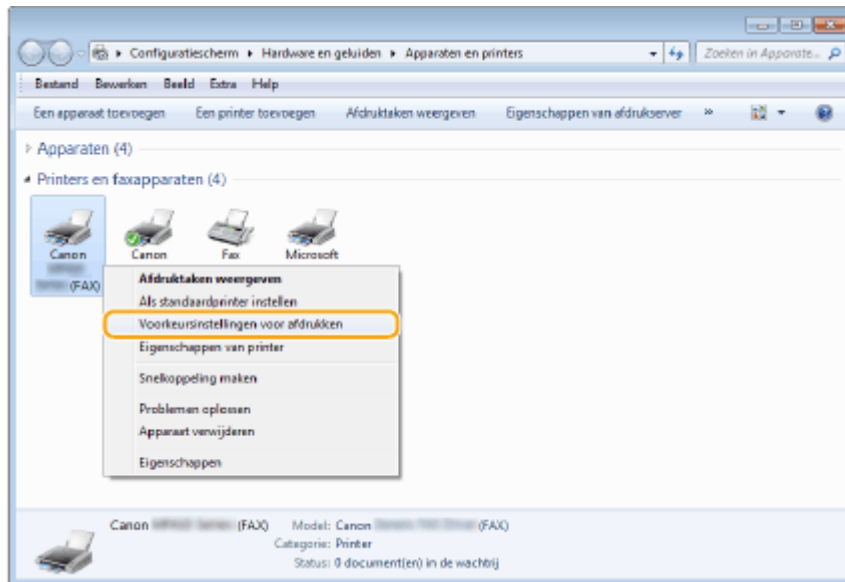 Configuratiescherm ▸ Hardware en geluiden ▸ Apparaten en printers
Zoeken in Apparate...
Bestand Bewerken Beeld Extra Help
Een apparaat toevoegen Een printer toevoegen Afdruktaken weergeven Eigenschappen van afdrukserver »
Apparaten (4)
Printers en faxapparaten (4)
Canon Canon Fax Microsoft
(FAX)
Afdruktaken weergeven
Als standaardprinter instellen
Voorkeursinstellingen voor afdrukken
Eigenschappen van printer
Snelkoppeling maken
Problemen oplossen
Apparaat verwijderen
Eigenschappen
Canon (FAX) Model: Canon (FAX)
Categorie: Printer
Status: 0 document(en) in de wachtrij